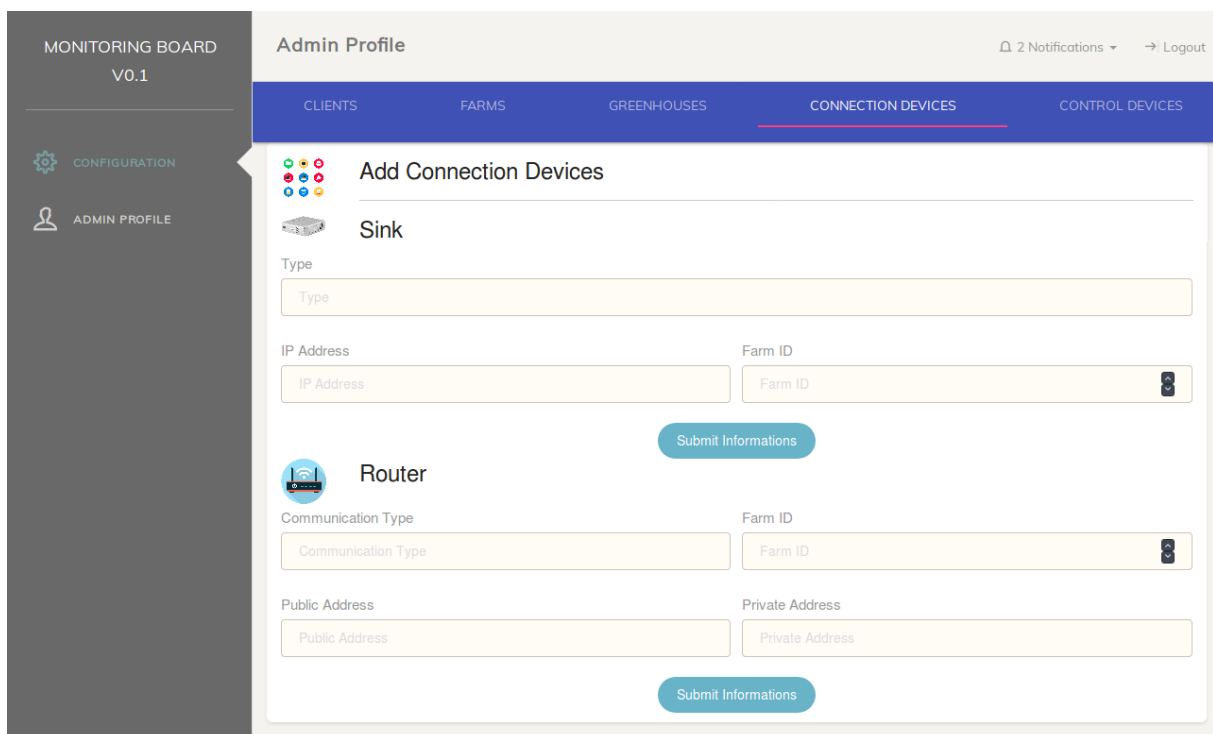 MONITORING BOARD
V0.1
CONFIGURATION
ADMIN PROFILE
Admin Profile
2 Notifications
Logout
CLIENTS FARMS GREENHOUSES CONNECTION DEVICES CONTROL DEVICES
Add Connection Devices
Sink
Type
Type
IP Address Farm ID
IP Address Farm ID
Submit Informations
Router
Communication Type Farm ID
Communication Type Farm ID
Public Address Private Address
Public Address Private Address
Submit Informations